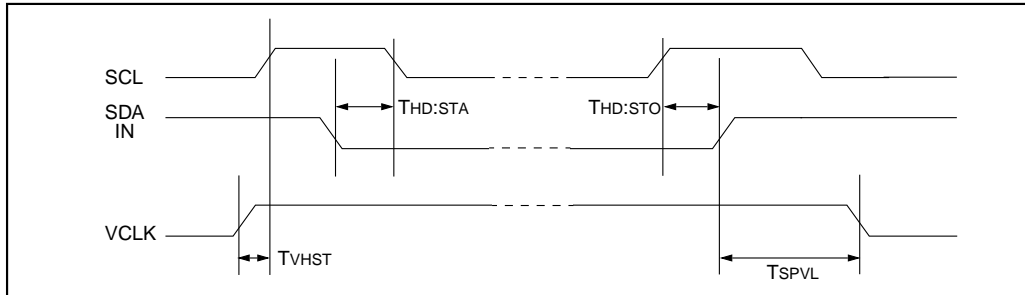 SCL
THD:STA
THD:STO
SDA
IN
VCLK
TVHST
TSPVL